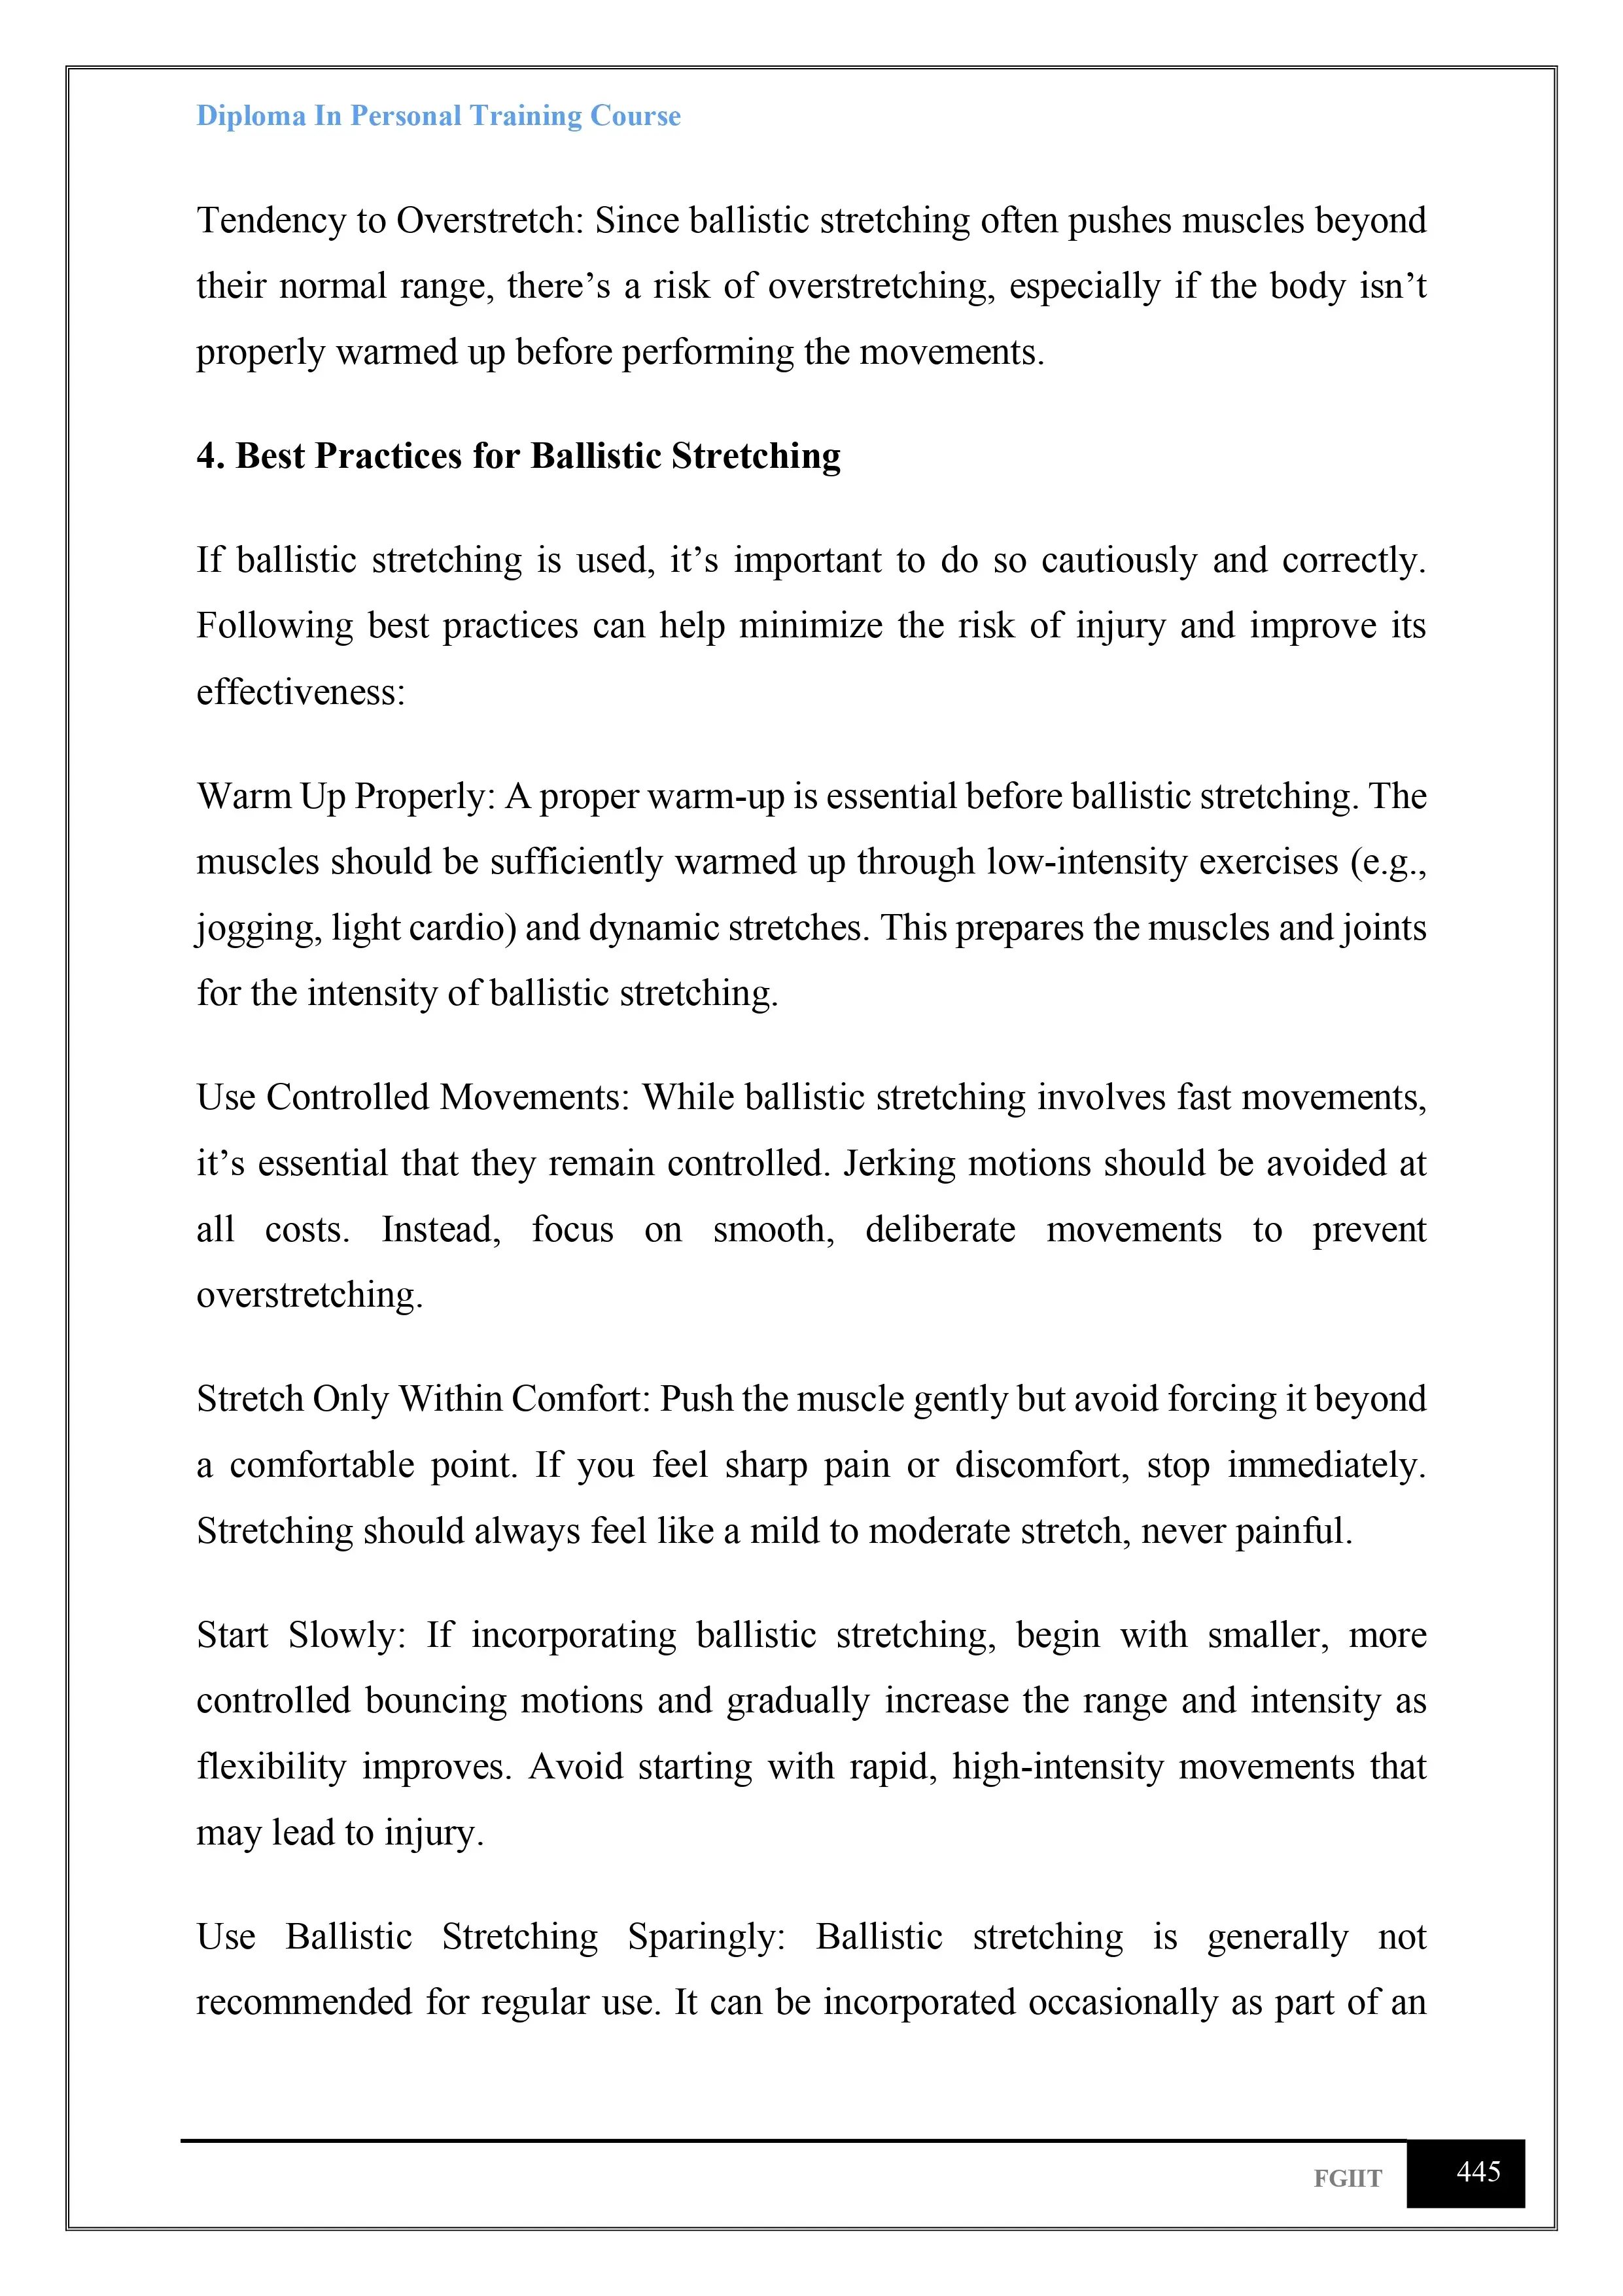 Diploma In Personal Training Course
Tendency to Overstretch: Since ballistic stretching often pushes muscles beyond
their normal range, there’s a risk of overstretching, especially if the body isn’t
properly warmed up before performing the movements.
4. Best Practices for Ballistic Stretching
If ballistic stretching is used, it’s important to do so cautiously and correctly.
Following best practices can help minimize the risk of injury and improve its
effectiveness:
Warm Up Properly: A proper warm-up is essential before ballistic stretching. The
muscles should be sufficiently warmed up through low-intensity exercises (e.g.,
jogging, light cardio) and dynamic stretches. This prepares the muscles and joints
for the intensity of ballistic stretching.
Use Controlled Movements: While ballistic stretching involves fast movements,
it’s essential that they remain controlled. Jerking motions should be avoided at
all costs. Instead, focus on smooth, deliberate movements to prevent
overstretching.
Stretch Only Within Comfort: Push the muscle gently but avoid forcing it beyond
a comfortable point. If you feel sharp pain or discomfort, stop immediately.
Stretching should always feel like a mild to moderate stretch, never painful.
Start Slowly: If incorporating ballistic stretching, begin with smaller, more
controlled bouncing motions and gradually increase the range and intensity as
flexibility improves. Avoid starting with rapid, high-intensity movements that
may lead to injury.
Use Ballistic Stretching Sparingly: Ballistic stretching is generally not
recommended for regular use. It can be incorporated occasionally as part of an
FGIIT 445